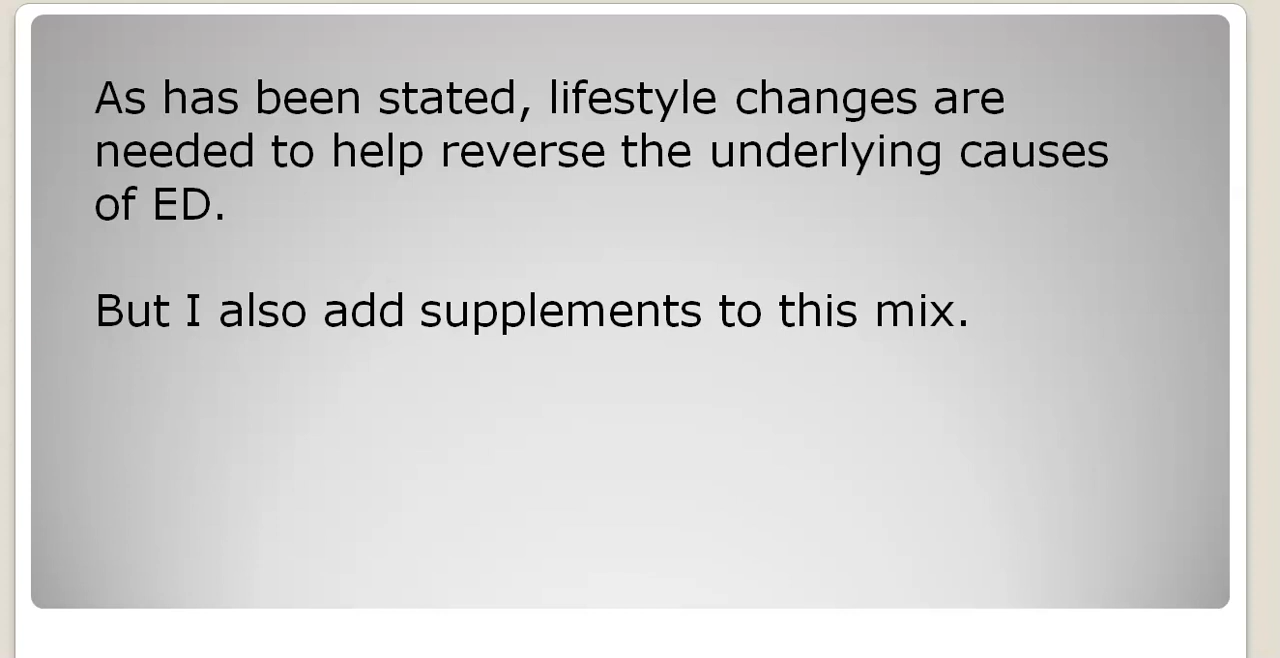 As has been stated, lifestyle changes are
needed to help reverse the underlying causes
of ED.
But I also add supplements to this mix.